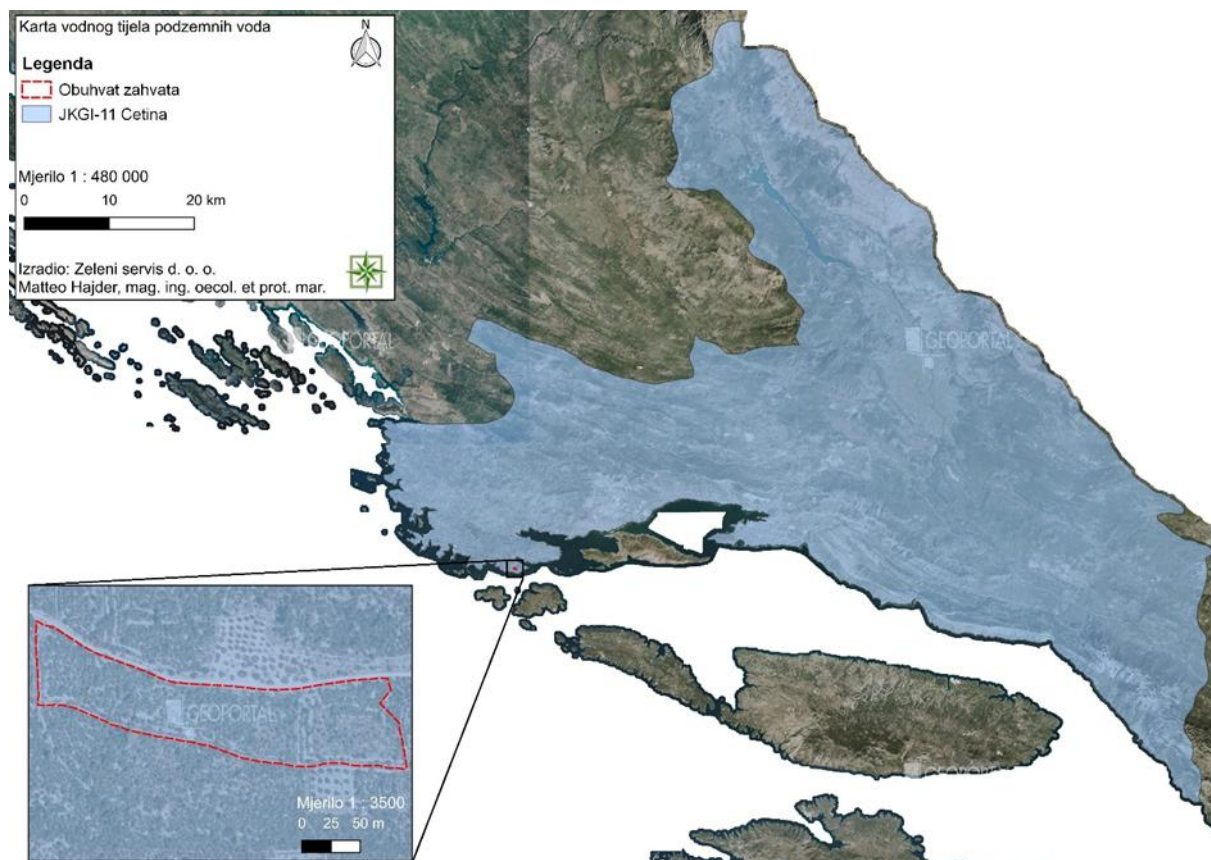 Karta vodnog tijela podzemnih voda
N
Legenda
Obuhvat zahvata
JKGI-11 Cetina
Mjerilo 1 : 480 000
0 10 20 km
Izradio: Zeleni servis d. o. o.
Matteo Hajder, mag. ing. oecol. et prot. mar.
GEOPORTAL
GEOPORTAL
GEOPORTAL
GEOPORTAL
Mjerilo 1 : 3500
0 25 50 m